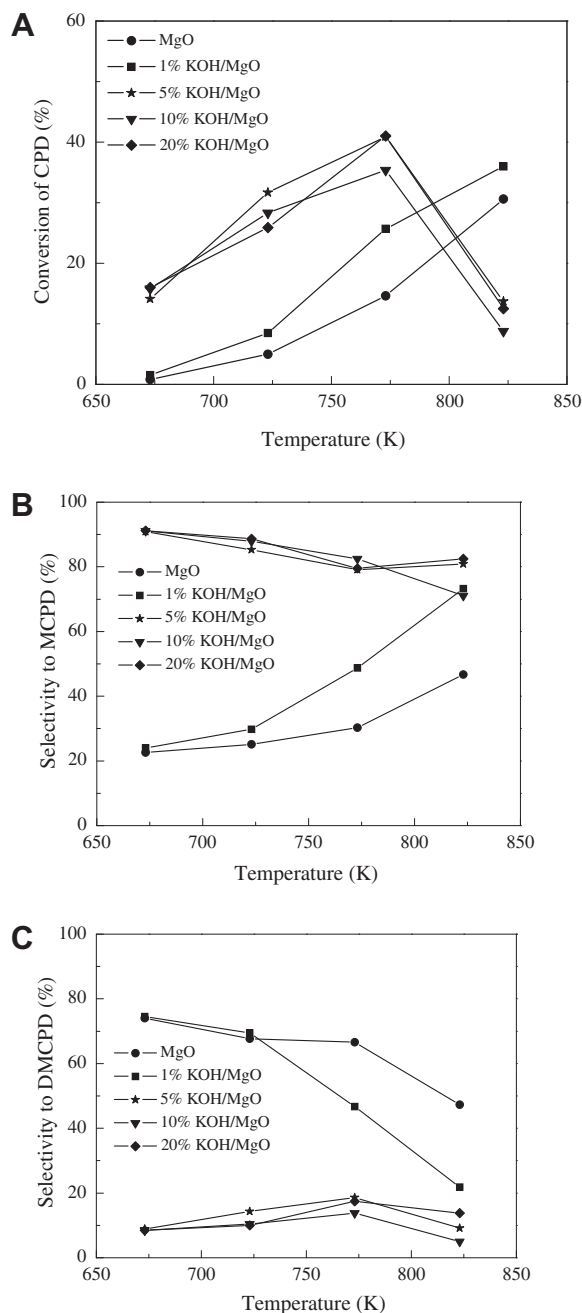 A
60
40
20
0
Conversion of CPD (%)
MgO
1% KOH/MgO
5% KOH/MgO
10% KOH/MgO
20% KOH/MgO
650 700 750 800 850
Temperature (K)
B
100
80
60
40
20
0
Selectivity to MCPD (%)
MgO
1% KOH/MgO
5% KOH/MgO
10% KOH/MgO
20% KOH/MgO
650 700 750 800 850
Temperature (K)
C
100
80
60
40
20
0
Selectivity to DMCPD (%)
MgO
1% KOH/MgO
5% KOH/MgO
10% KOH/MgO
20% KOH/MgO
650 700 750 800 850
Temperature (K)